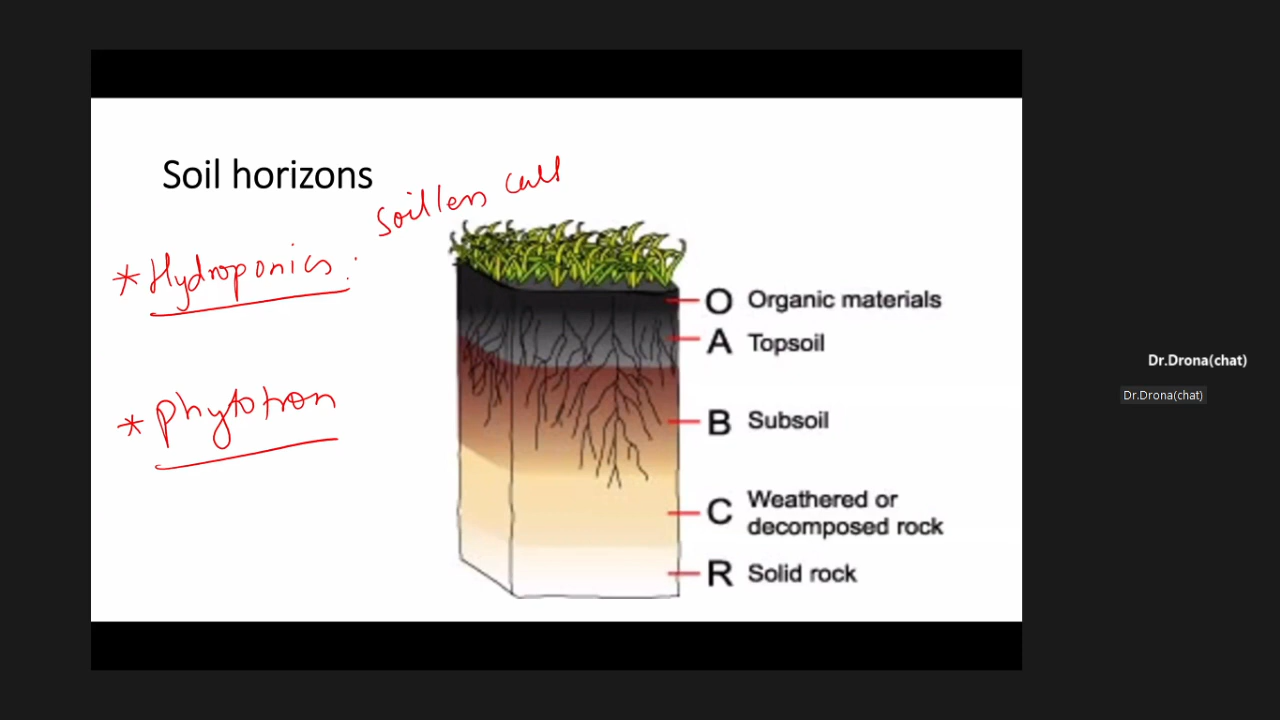 Soil horizons
Soilless cult
*Hydroponics:
*Phytotron
O Organic materials
A Topsoil
B Subsoil
C Weathered or
decomposed rock
R Solid rock
Dr.Drona(chat)
Dr.Drona(chat)